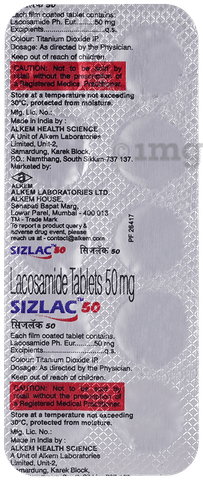 Each film coated tablet contains:
Lacosamide Ph. Eur..........50 mg
Excipients.............................q.s.
Colour: Titanium Dioxide IP
Dosage: As directed by the Physician.
Keep out of reach of children.
CAUTION: Not to be sold by
retail without the prescription of
a Registered Medical Practitioner.
Store at a temperature not exceeding
30°C, protected from moisture.
Mfg. Lic. No.:
Made in India by :
ALKEM HEALTH SCIENCE
A Unit of Alkem Laboratories
Limited, Unit-2,
Samardung, Karek Block,
P.O.: Namthang, South Sikkim-737 137.
Marketed by:
ALKEM
ALKEM LABORATORIES LTD.
ALKEM HOUSE,
Senapati Bapat Marg,
Lower Parel, Mumbai - 400 013
TM - Trade Mark
To report a product query &
adverse drug event, please
reach us at - contact@alkem.com
PF 26417
SIZLAC™ 50
सिजलॅक 50
Lacosamide Tablets 50 mg
SIZLAC™ 50
सिजलॅक 50
Each film coated tablet contains:
Lacosamide Ph. Eur..........50 mg
Excipients.............................q.s.
Colour: Titanium Dioxide IP
Dosage: As directed by the Physician.
Keep out of reach of children.
CAUTION: Not to be sold by
retail without the prescription of
a Registered Medical Practitioner.
Store at a temperature not exceeding
30°C, protected from moisture.
Mfg. Lic. No.:
Made in India by :
ALKEM HEALTH SCIENCE
A Unit of Alkem Laboratories
Limited, Unit-2,
Samardung, Karek Block,